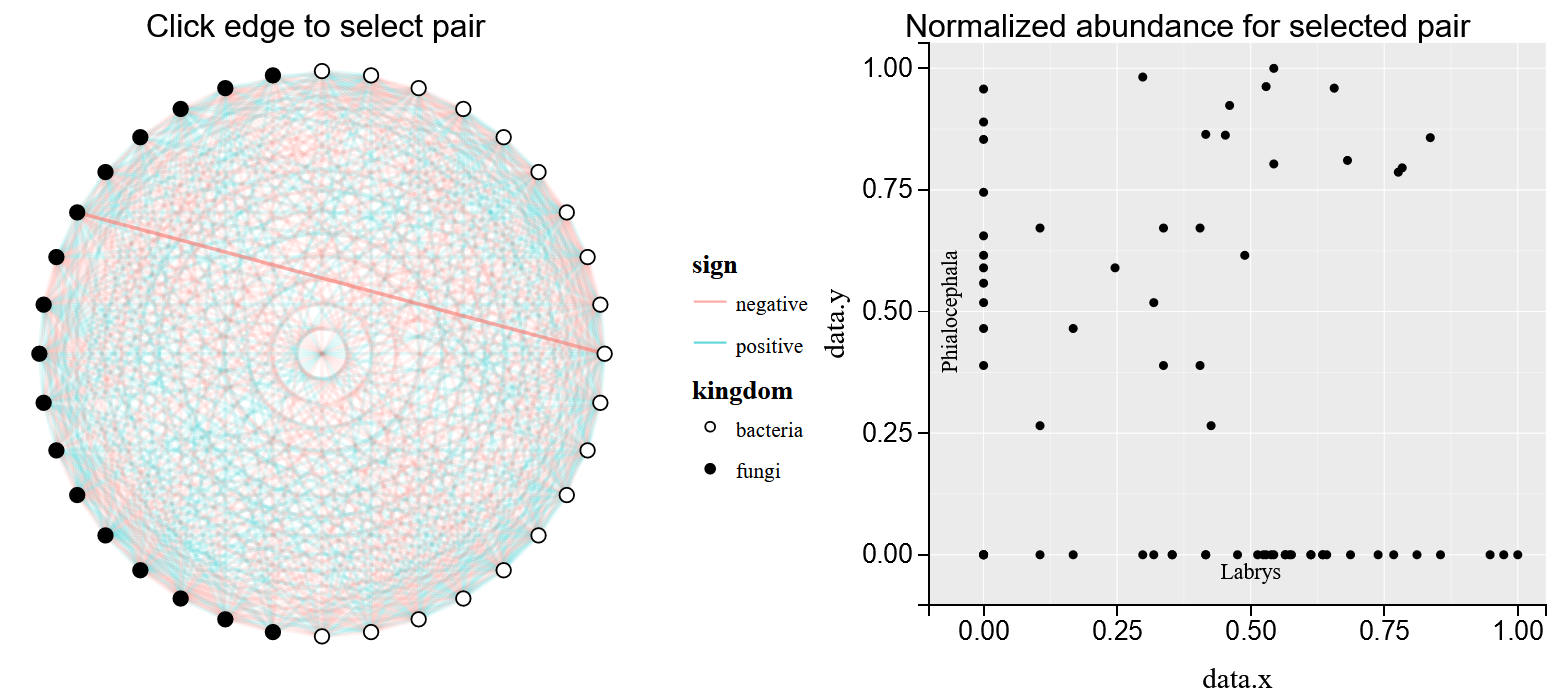 Click edge to select pair
sign
negative
positive
kingdom
bacteria
fungi
Normalized abundance for selected pair
data.y
1.00
0.75
0.50
0.25
0.00
Phialocephala
Labrys
0.00 0.25 0.50 0.75 1.00
data.x